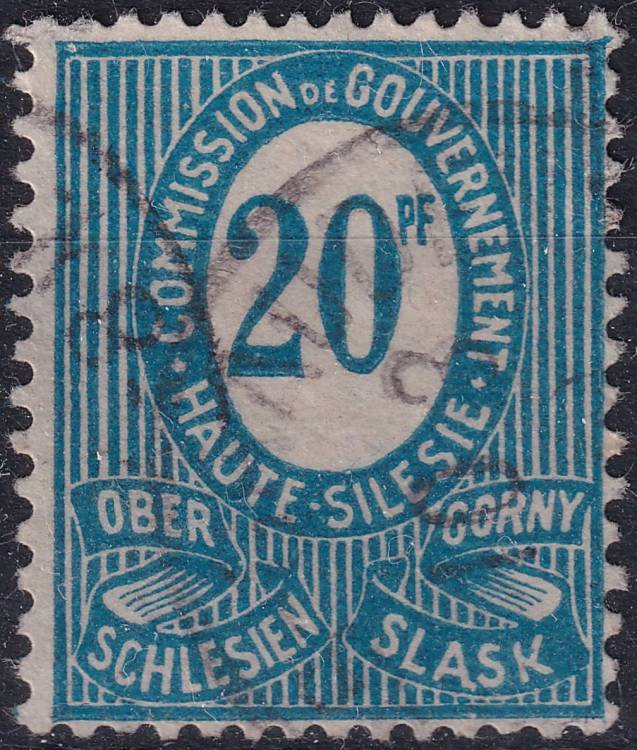 COMMISSION DE GOUVERNEMENT
20 PF
· HAUTE-SILESIE ·
OBER
SCHLESIEN
GORNY
SLASK